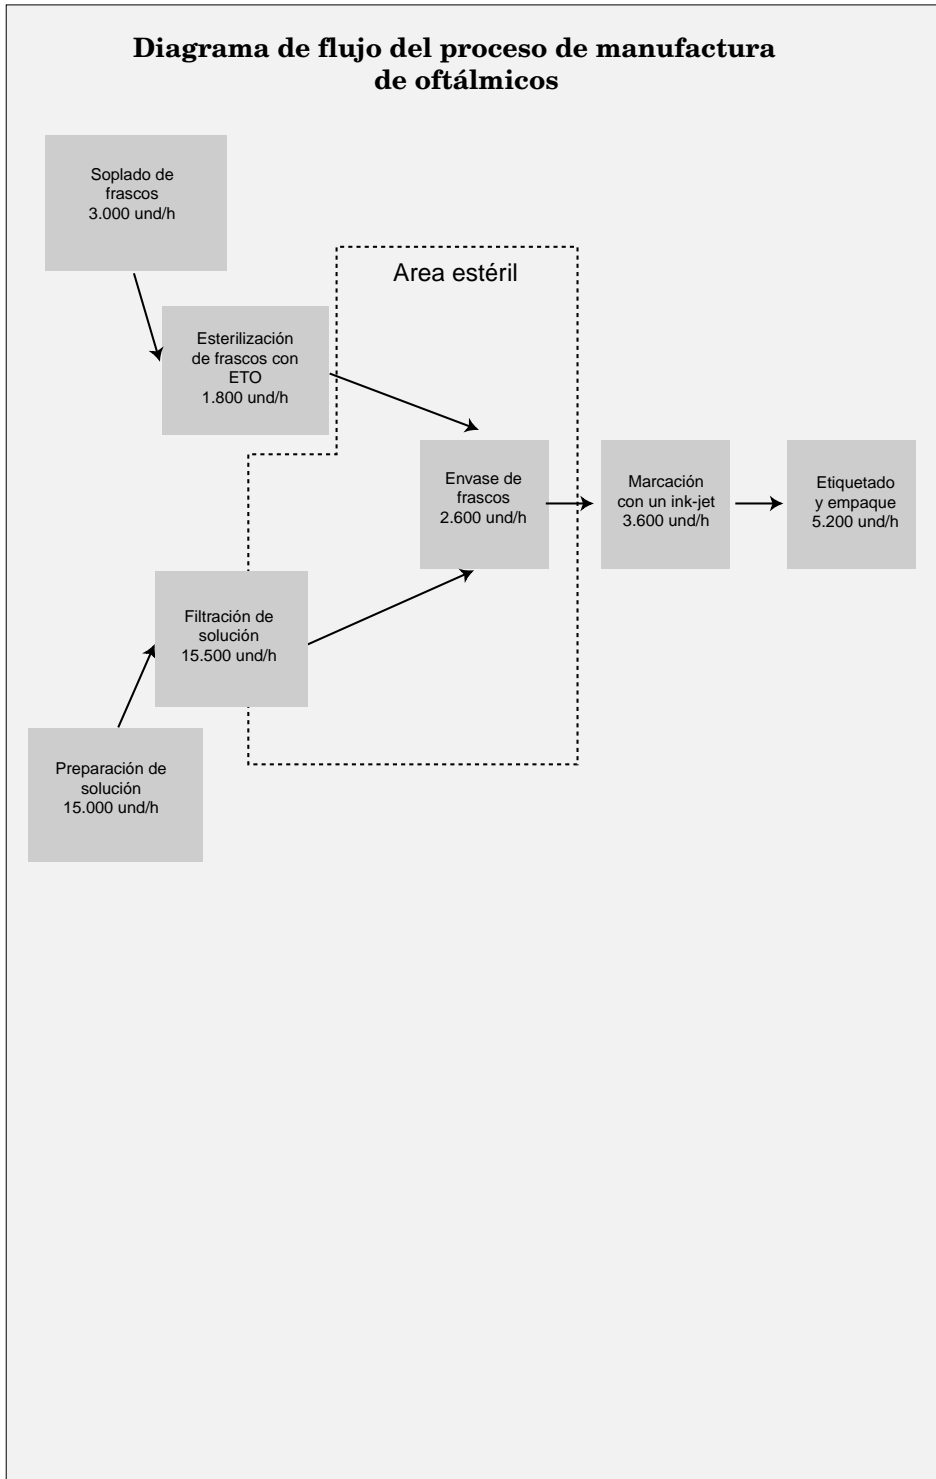 Diagrama de flujo del proceso de manufactura
de oftálmicos
Soplado de
frascos
3.000 und/h
Area estéril
Esterilización
de frascos con
ETO
1.800 und/h
Envase de
frascos
2.600 und/h
Marcación
con un ink-jet
3.600 und/h
Etiquetado
y empaque
5.200 und/h
Filtración de
solución
15.500 und/h
Preparación de
solución
15.000 und/h